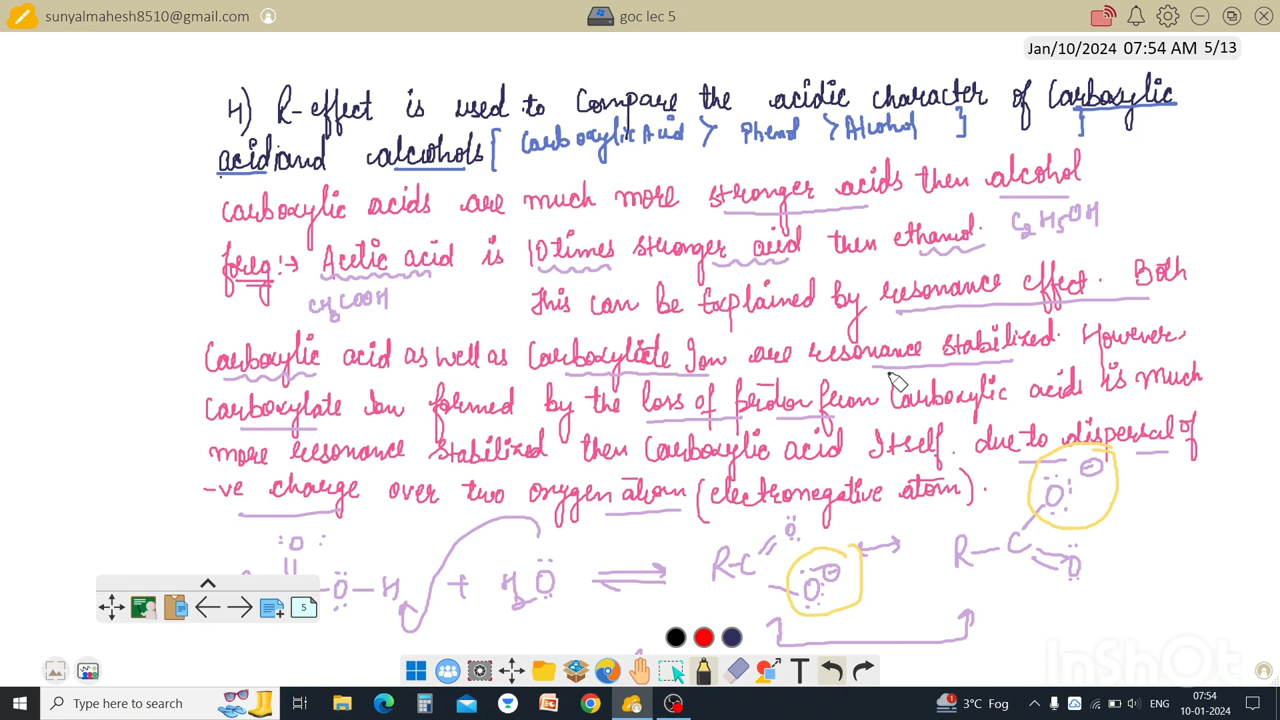 sunyalmahesh8510@gmail.com
goc lec 5
Jan/10/2024 07:54 AM 5/13
4) R-effect is used to Compare the acidic character of Carboxylic
acid and alcohols [ Carboxylic Acid > Phenol > Alcohol ] ]
Carboxylic acids are much more stronger acids then alcohol
C2H5OH
for eg :→ Acetic acid is 10 times stronger acid then ethanol.
CH3COOH
This can be Explained by resonance effect. Both
Carboxylic acid as well as Carboxylate Ion are resonance stabilized. However
Carboxylate Ion formed by the loss of proton from Carboxylic acids is much
more resonance stabilized then Carboxylic acid Itself. due to dispersal of
-ve charge over two oxygen atom (electronegative atom).
O
O-H + H2O ⇌ R-C O O⊖ ↔ R-C O⊖ O
5
InShot
T
Type here to search
3°C Fog
ENG
07:54
10-01-2024